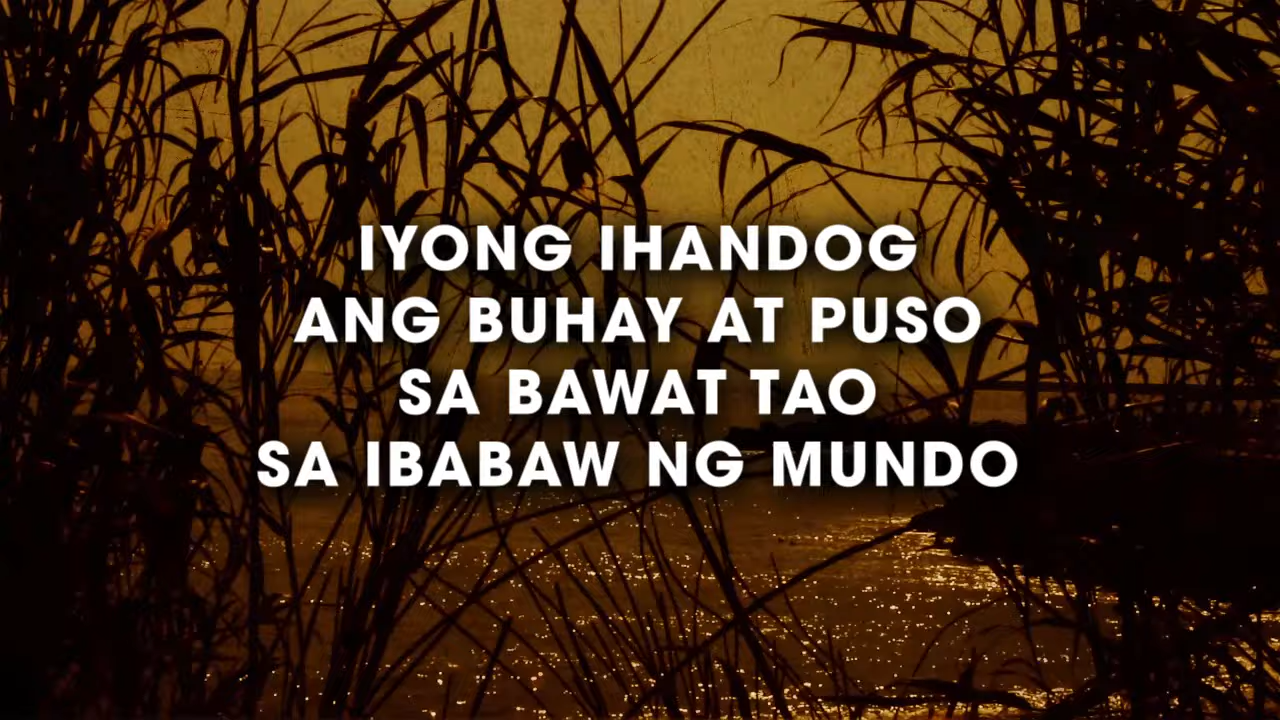 IYONG IHANDOG
ANG BUHAY AT PUSO
SA BAWAT TAO
SA IBABAW NG MUNDO